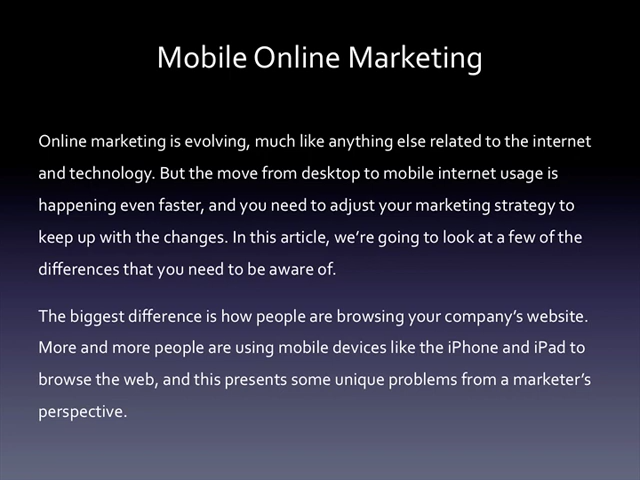 Mobile Online Marketing
Online marketing is evolving, much like anything else related to the internet
and technology. But the move from desktop to mobile internet usage is
happening even faster, and you need to adjust your marketing strategy to
keep up with the changes. In this article, we’re going to look at a few of the
differences that you need to be aware of.
The biggest difference is how people are browsing your company’s website.
More and more people are using mobile devices like the iPhone and iPad to
browse the web, and this presents some unique problems from a marketer’s
perspective.